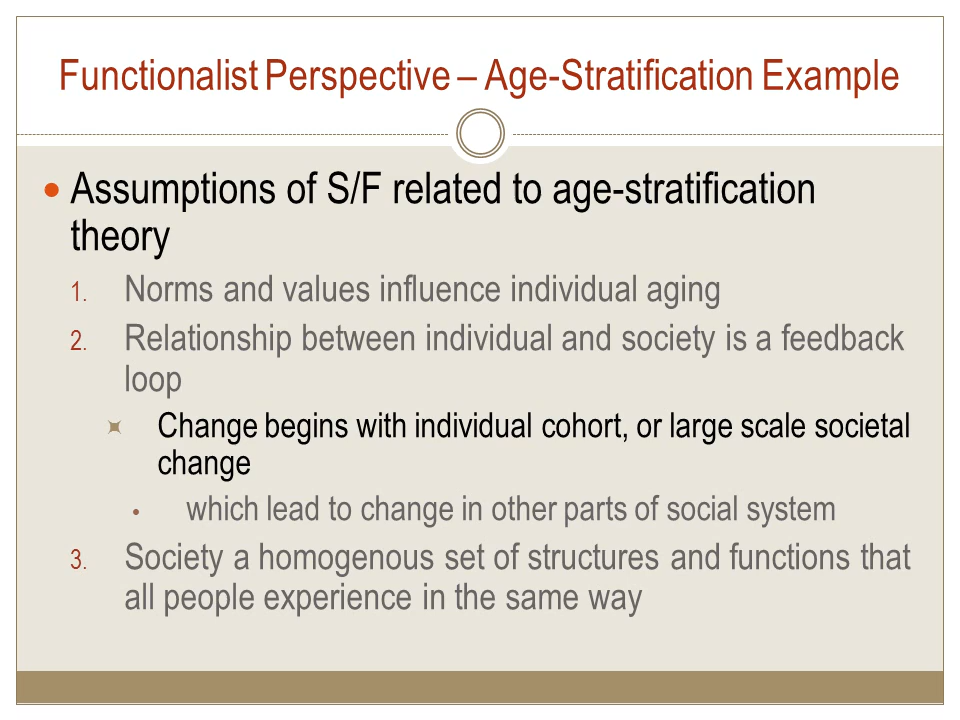 Functionalist Perspective – Age-Stratification Example
• Assumptions of S/F related to age-stratification
theory
1. Norms and values influence individual aging
2. Relationship between individual and society is a feedback
loop
Change begins with individual cohort, or large scale societal
change
• which lead to change in other parts of social system
3. Society a homogenous set of structures and functions that
all people experience in the same way